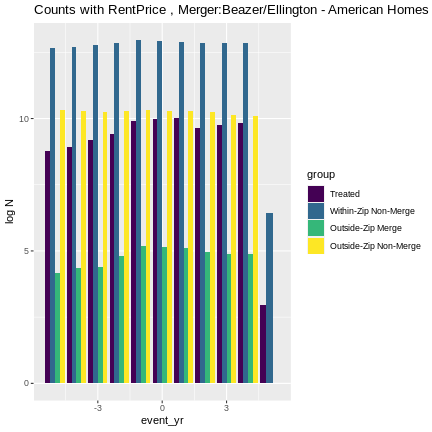 Counts with RentPrice , Merger:Beazer/Ellington - American Homes
log N
10
5
0
-3
0
3
event_yr
group
Treated
Within-Zip Non-Merge
Outside-Zip Merge
Outside-Zip Non-Merge